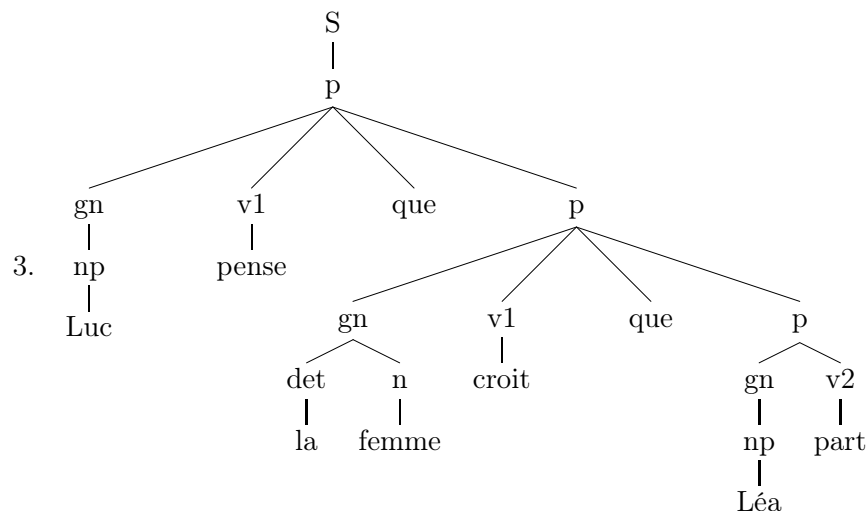 S
p
gn v1 que p
3. np pense
Luc gn v1 que p
det n croit gn v2
la femme np part
Léa